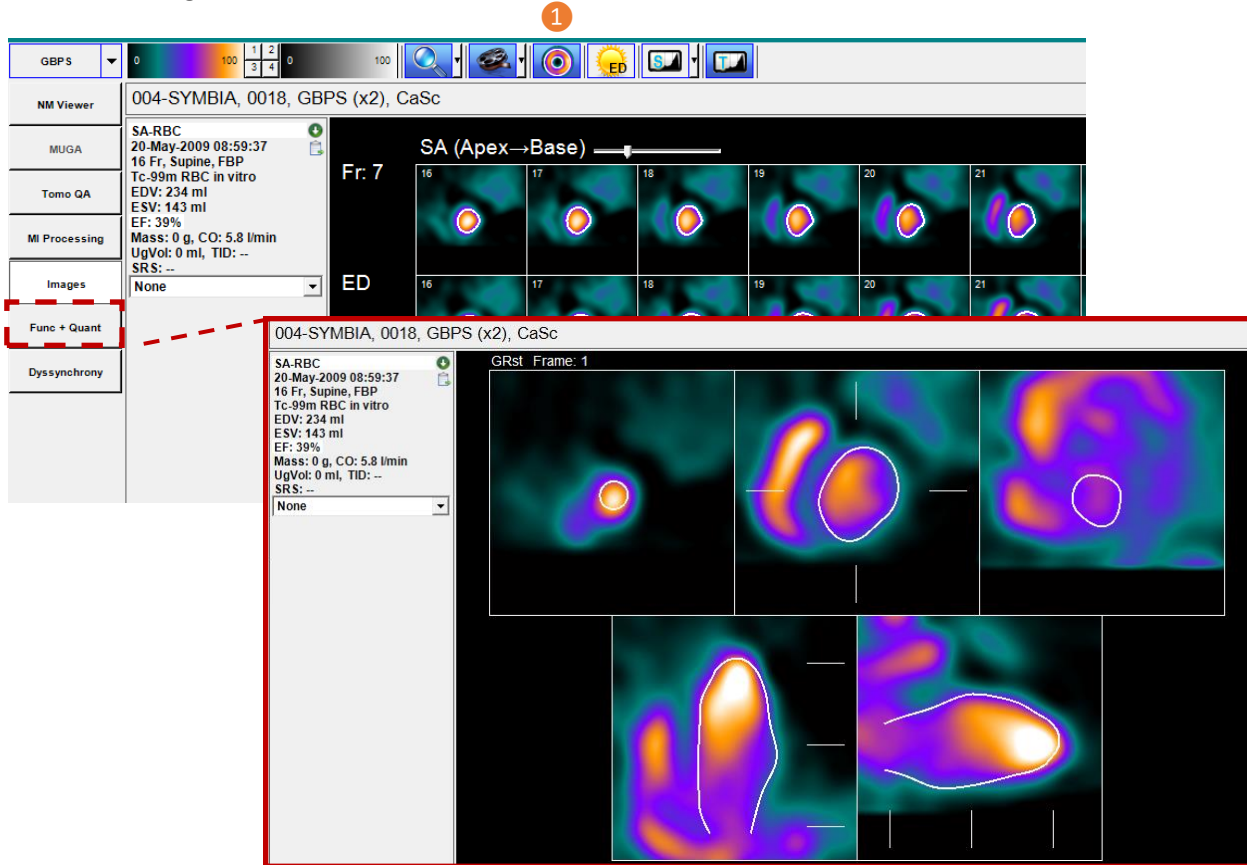 1
GBPS
0 100
1 2
3 4
0 100
ED
S
T
NM Viewer
MUGA
Tomo QA
MI Processing
Images
Func + Quant
Dyssynchrony
004-SYMBIA, 0018, GBPS (x2), CaSc
SA-RBC
20-May-2009 08:59:37
16 Fr, Supine, FBP
Tc-99m RBC in vitro
EDV: 234 ml
ESV: 143 ml
EF: 39%
Mass: 0 g, CO: 5.8 l/min
UgVol: 0 ml, TID: --
SRS: --
None
SA (Apex→Base)
Fr: 7
16 17 18 19 20 21
ED
16 17 18 19 20 21
004-SYMBIA, 0018, GBPS (x2), CaSc
SA-RBC
20-May-2009 08:59:37
16 Fr, Supine, FBP
Tc-99m RBC in vitro
EDV: 234 ml
ESV: 143 ml
EF: 39%
Mass: 0 g, CO: 5.8 l/min
UgVol: 0 ml, TID: --
SRS: --
None
GRst Frame: 1